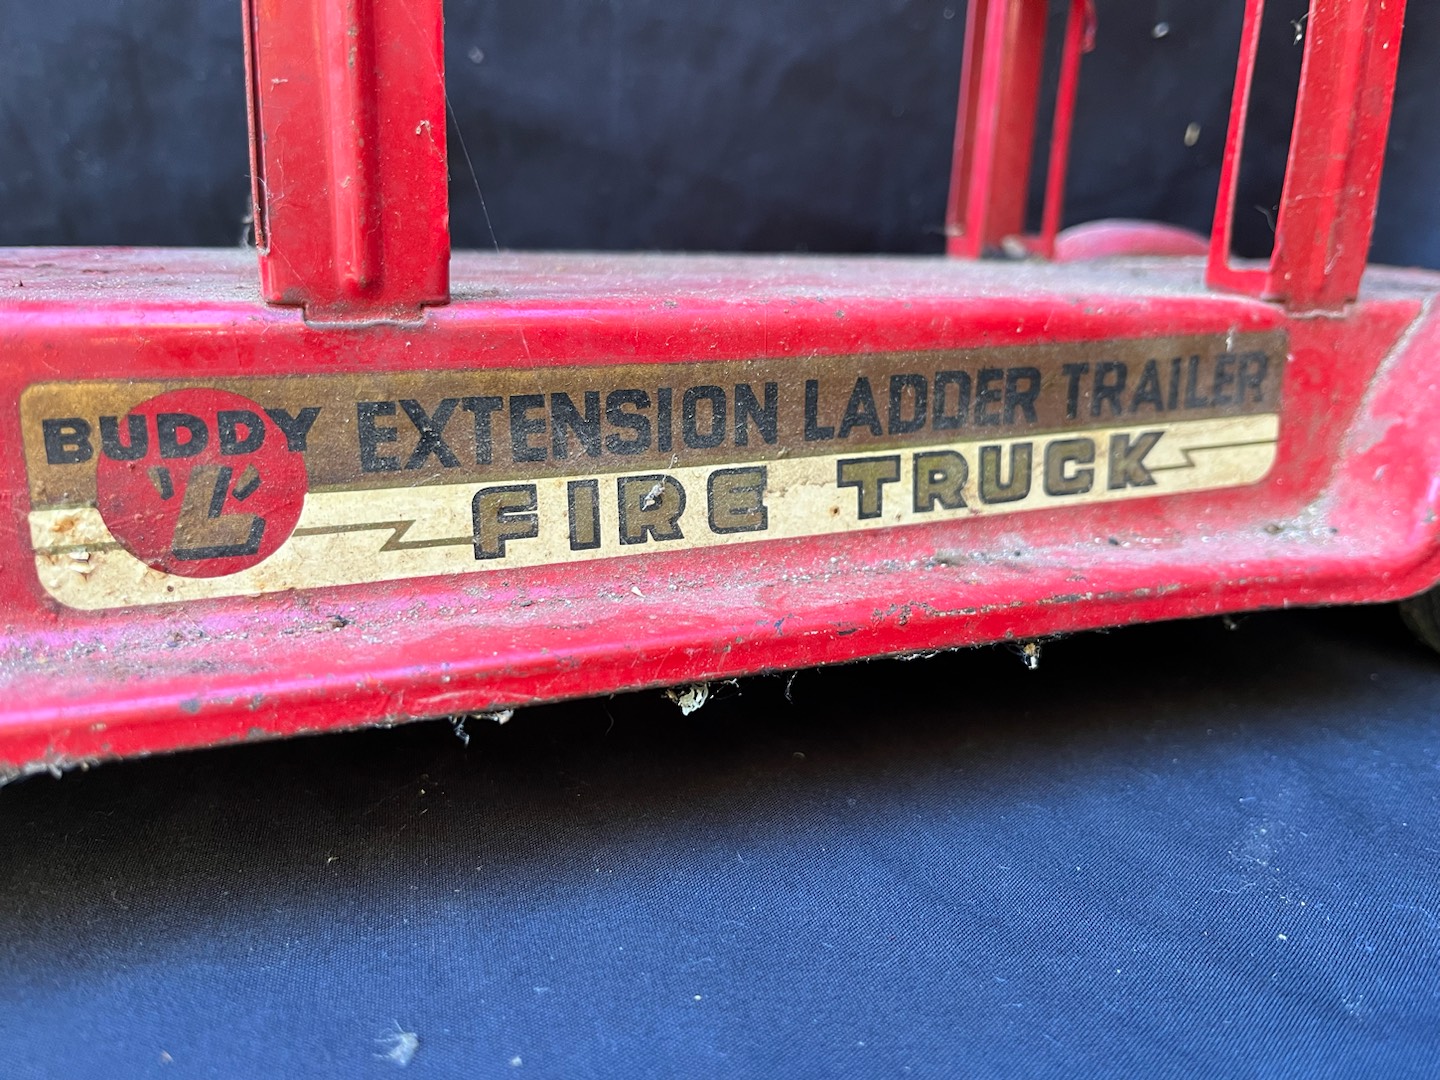 BUDDY "L" EXTENSION LADDER TRAILER
FIRE TRUCK